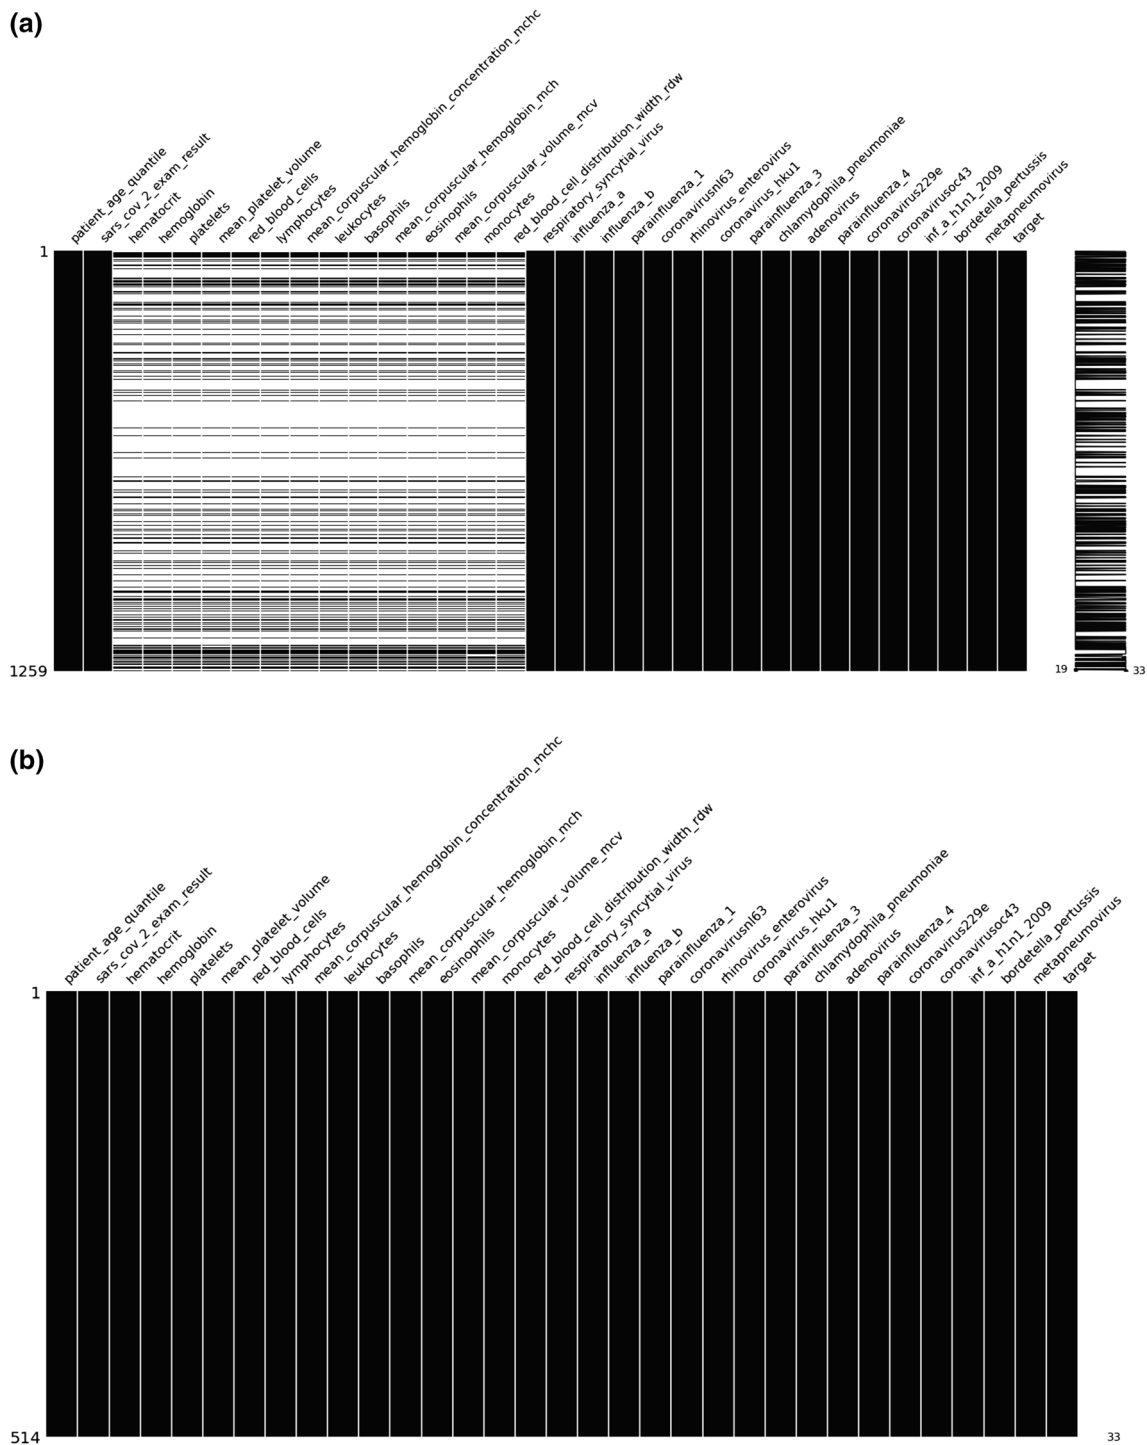 (a)
patient_age_quantile
sars_cov_2_exam_result
hematocrit
hemoglobin
platelets
mean_platelet_volume
red_blood_cells
lymphocytes
mean_corpuscular_hemoglobin_concentration_mchc
leukocytes
basophils
mean_corpuscular_hemoglobin_mch
eosinophils
mean_corpuscular_volume_mcv
monocytes
red_blood_cell_distribution_width_rdw
respiratory_syncytial_virus
influenza_a
influenza_b
parainfluenza_1
coronavirusnl63
rhinovirus_enterovirus
coronavirus_hku1
parainfluenza_3
chlamydophila_pneumoniae
adenovirus
parainfluenza_4
coronavirus229e
coronavirusoc43
inf_a_h1n1_2009
bordetella_pertussis
metapneumovirus
target
1
1259
19
33
(b)
patient_age_quantile
sars_cov_2_exam_result
hematocrit
hemoglobin
platelets
mean_platelet_volume
red_blood_cells
lymphocytes
mean_corpuscular_hemoglobin_concentration_mchc
leukocytes
basophils
mean_corpuscular_hemoglobin_mch
eosinophils
mean_corpuscular_volume_mcv
monocytes
red_blood_cell_distribution_width_rdw
respiratory_syncytial_virus
influenza_a
influenza_b
parainfluenza_1
coronavirusnl63
rhinovirus_enterovirus
coronavirus_hku1
parainfluenza_3
chlamydophila_pneumoniae
adenovirus
parainfluenza_4
coronavirus229e
coronavirusoc43
inf_a_h1n1_2009
bordetella_pertussis
metapneumovirus
target
1
514
33